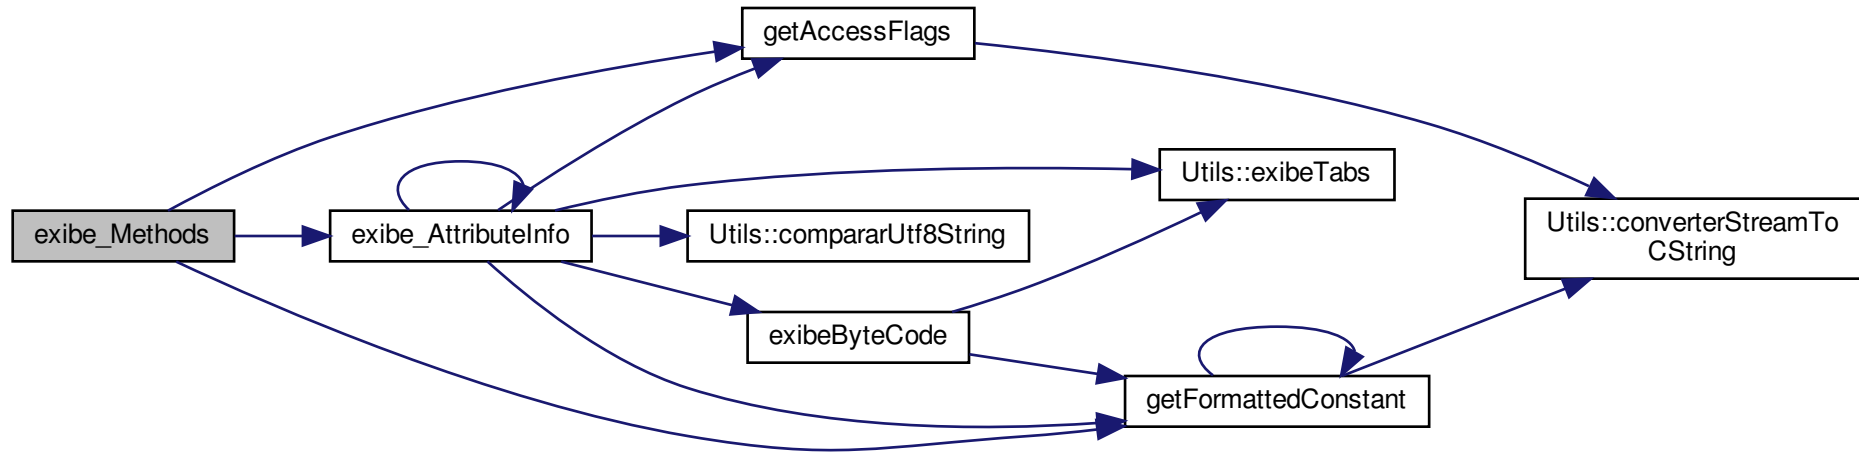 getAccessFlags
Utils::exibeTabs
exibe_Methods
exibe_AttributeInfo
Utils::compararUtf8String
Utils::converterStreamTo
CString
exibeByteCode
getFormattedConstant